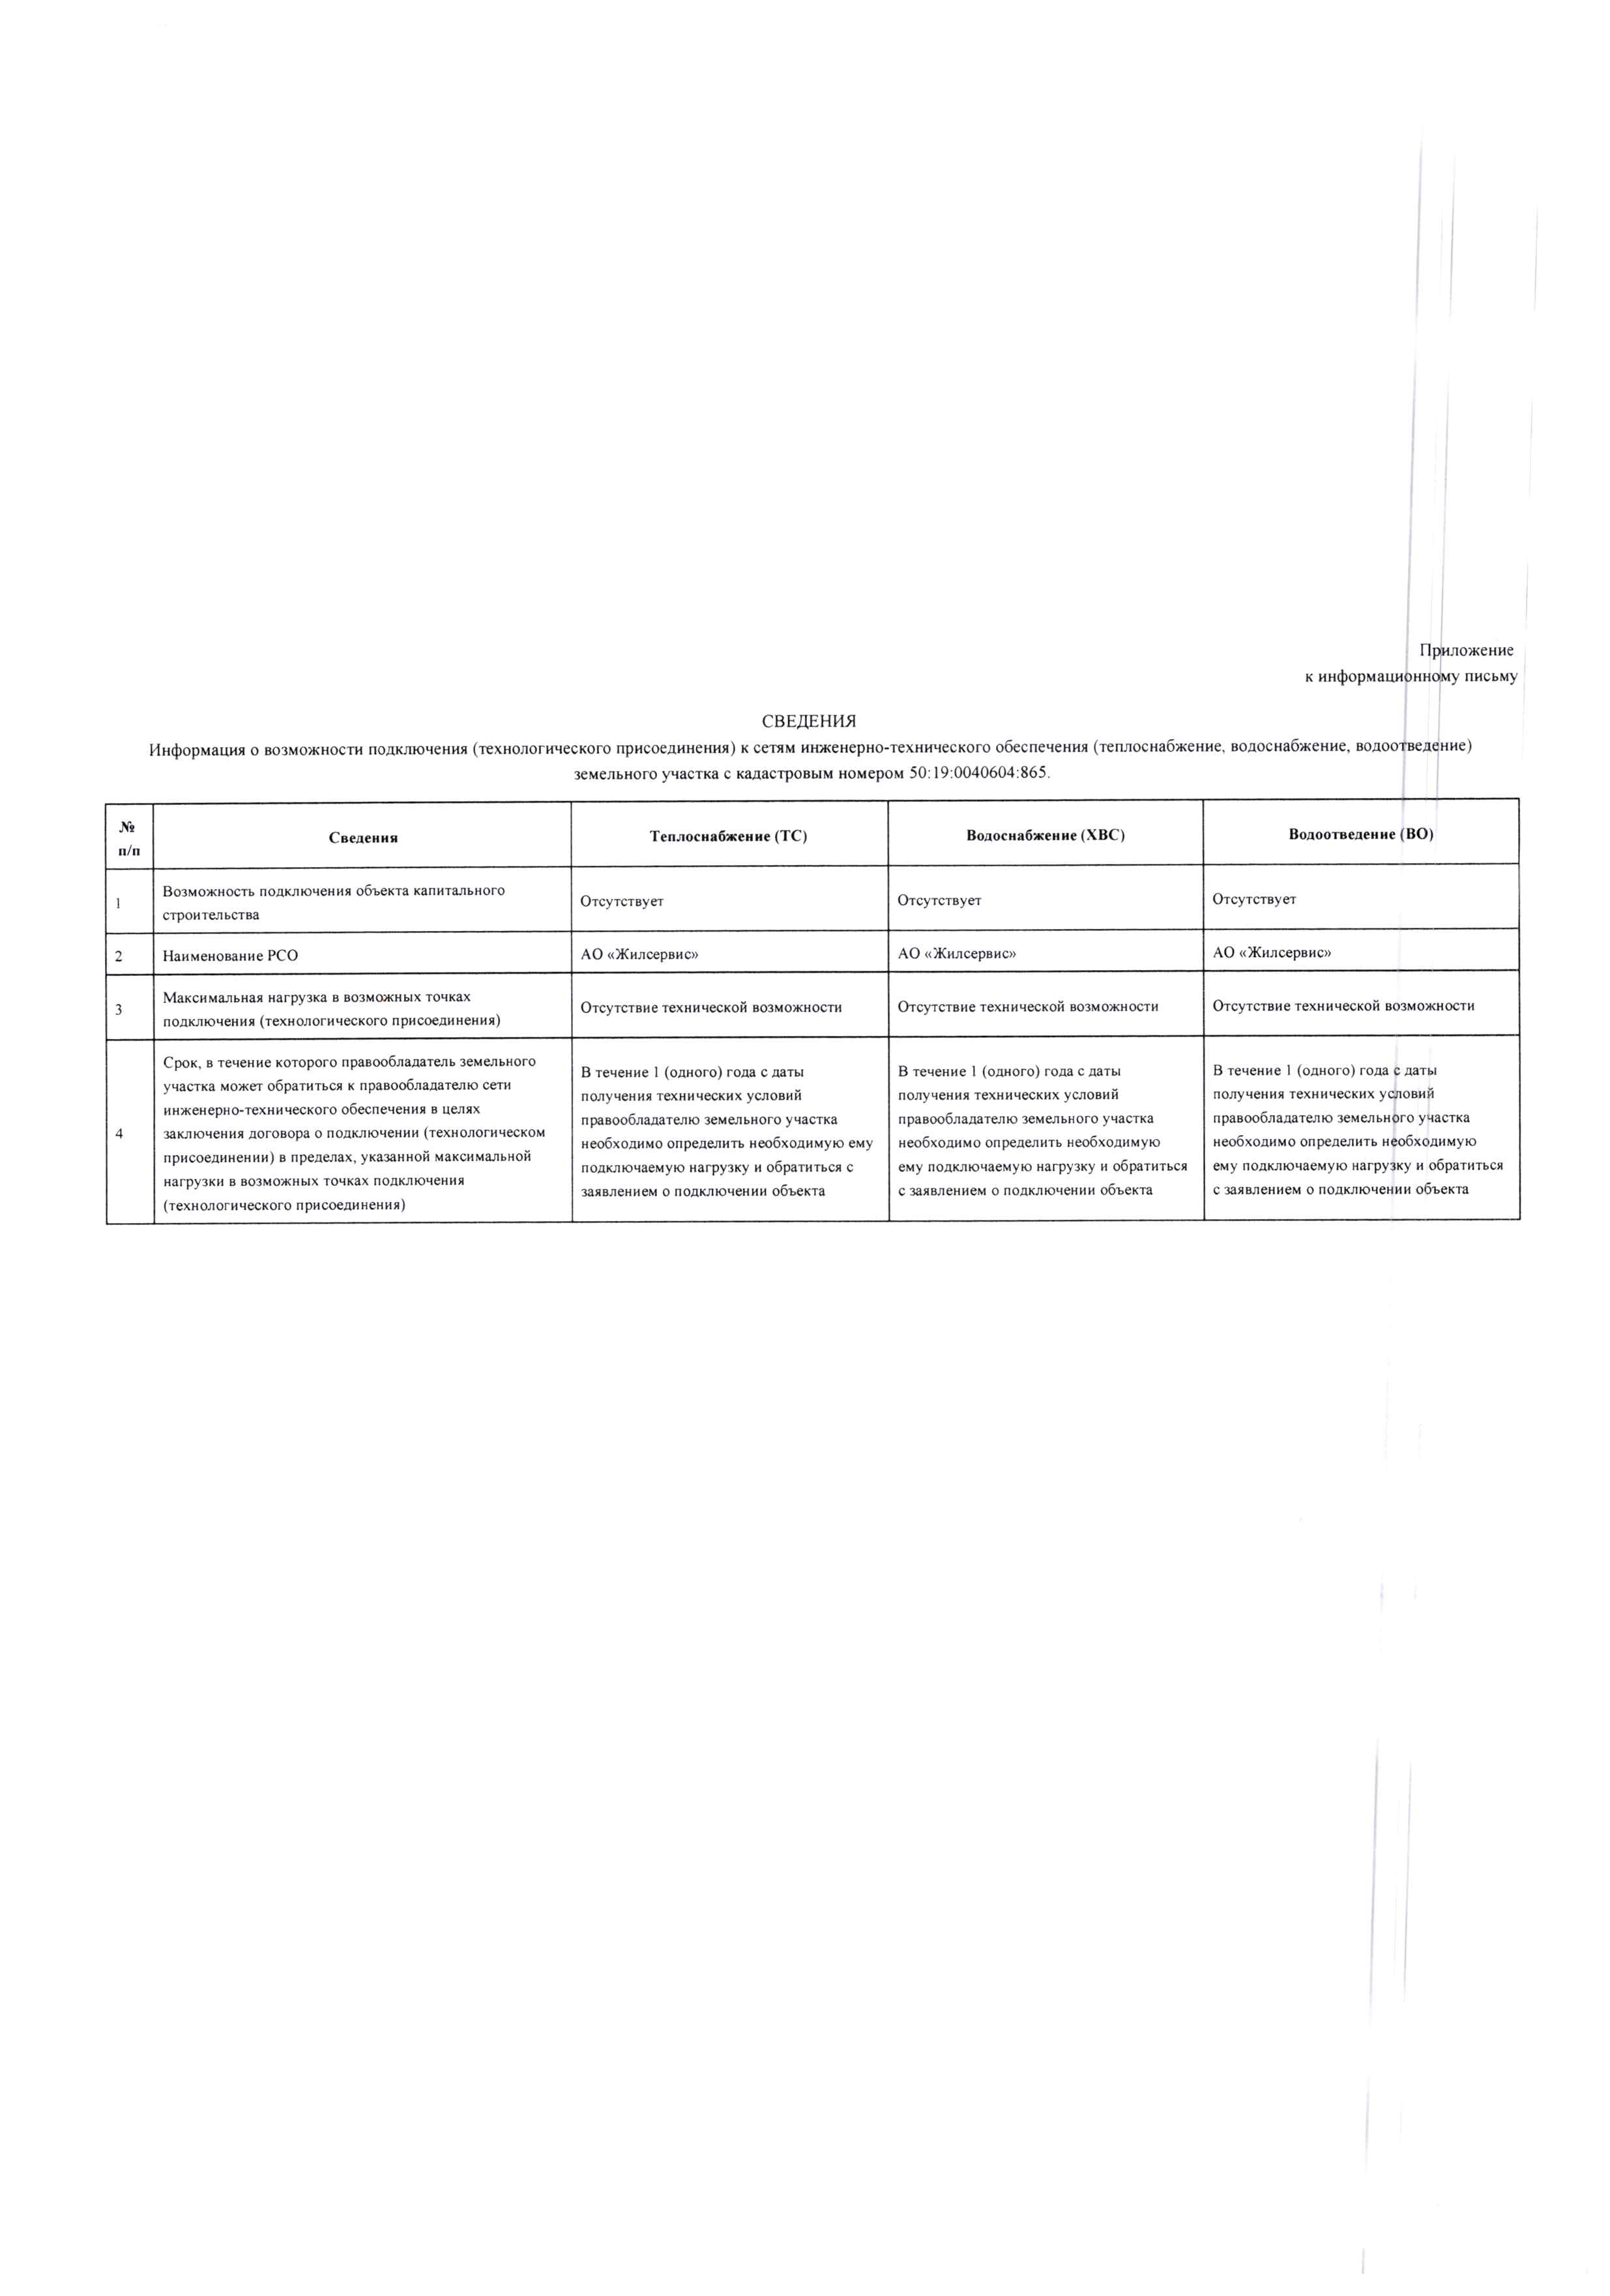 Приложение
к информационному письму
СВЕДЕНИЯ
Информация о возможности подключения (технологического присоединения) к сетям инженерно-технического обеспечения (теплоснабжение, водоснабжение, водоотведение)
земельного участка с кадастровым номером 50:19:0040604:865.
№
п/п
Сведения
Теплоснабжение (ТС)
Водоснабжение (ХВС)
Водоотведение (ВО)
1
Возможность подключения объекта капитального
строительства
Отсутствует
Отсутствует
Отсутствует
2
Наименование РСО
АО «Жилсервис»
АО «Жилсервис»
АО «Жилсервис»
3
Максимальная нагрузка в возможных точках
подключения (технологического присоединения)
Отсутствие технической возможности
Отсутствие технической возможности
Отсутствие технической возможности
4
Срок, в течение которого правообладатель земельного
участка может обратиться к правообладателю сети
инженерно-технического обеспечения в целях
заключения договора о подключении (технологическом
присоединении) в пределах, указанной максимальной
нагрузки в возможных точках подключения
(технологического присоединения)
В течение 1 (одного) года с даты
получения технических условий
правообладателю земельного участка
необходимо определить необходимую ему
подключаемую нагрузку и обратиться с
заявлением о подключении объекта
В течение 1 (одного) года с даты
получения технических условий
правообладателю земельного участка
необходимо определить необходимую
ему подключаемую нагрузку и обратиться
с заявлением о подключении объекта
В течение 1 (одного) года с даты
получения технических условий
правообладателю земельного участка
необходимо определить необходимую
ему подключаемую нагрузку и обратиться
с заявлением о подключении объекта